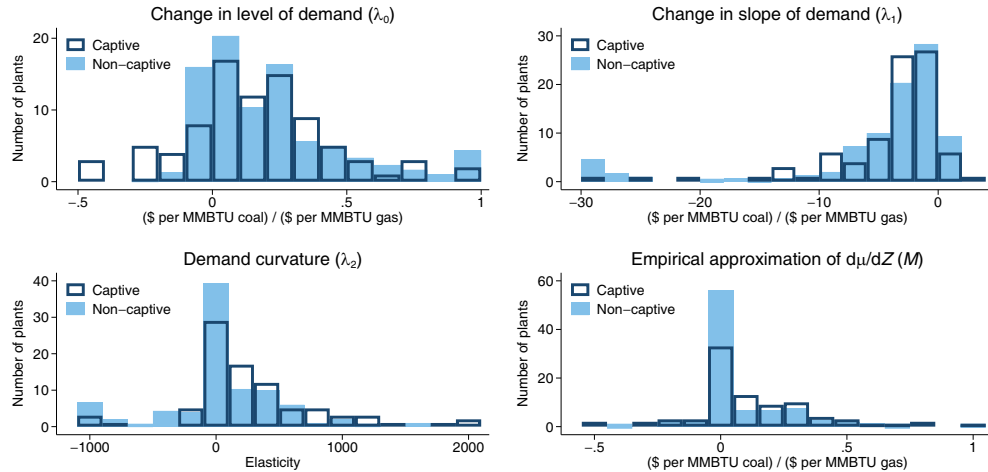 Change in level of demand (λ0)
Number of plants
20
10
0
Captive
Non−captive
−.5
0
.5
1
($ per MMBTU coal) / ($ per MMBTU gas)
Change in slope of demand (λ1)
Number of plants
30
20
10
0
Captive
Non−captive
−30
−20
−10
0
($ per MMBTU coal) / ($ per MMBTU gas)
Demand curvature (λ2)
Number of plants
40
30
20
10
0
Captive
Non−captive
−1000
0
1000
2000
Elasticity
Empirical approximation of dμ/dZ (M)
Number of plants
60
40
20
0
Captive
Non−captive
−.5
0
.5
1
($ per MMBTU coal) / ($ per MMBTU gas)